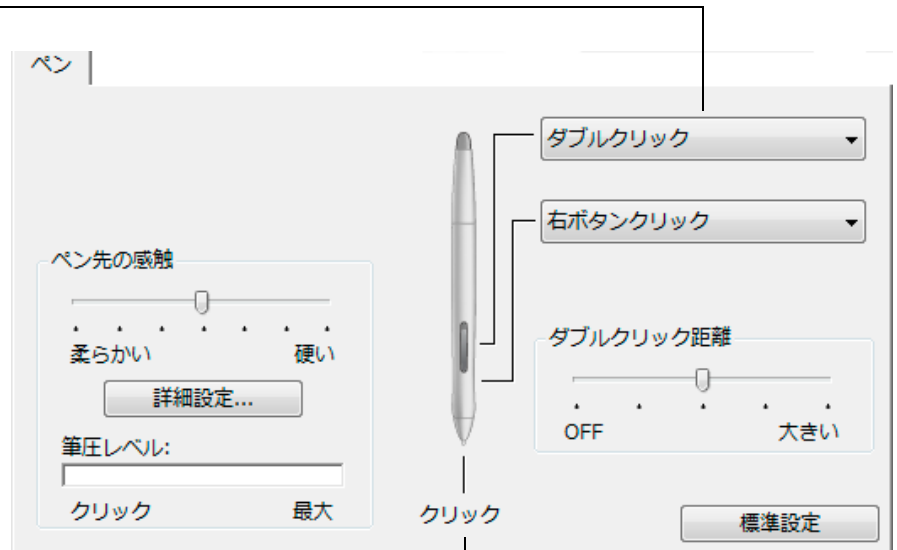 ペン
ダブルクリック
右ボタンクリック
ペン先の感触
柔らかい 硬い
詳細設定...
筆圧レベル:
クリック 最大
クリック
ダブルクリック距離
OFF 大きい
標準設定